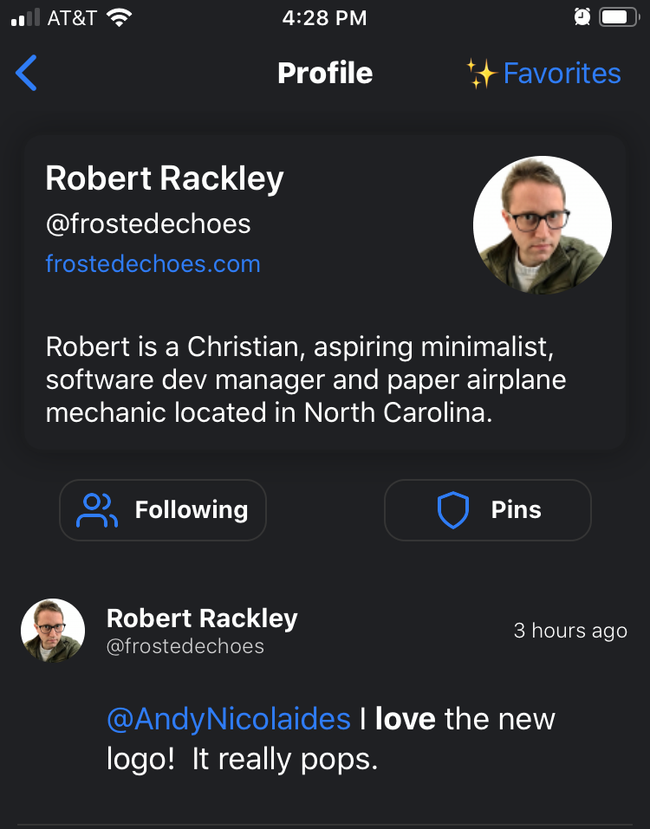 AT&T 4:28 PM
Profile ✨Favorites
Robert Rackley
@frostedechoes
frostedechoes.com
Robert is a Christian, aspiring minimalist,
software dev manager and paper airplane
mechanic located in North Carolina.
Following Pins
Robert Rackley
@frostedechoes
3 hours ago
@AndyNicolaides I love the new
logo!  It really pops.